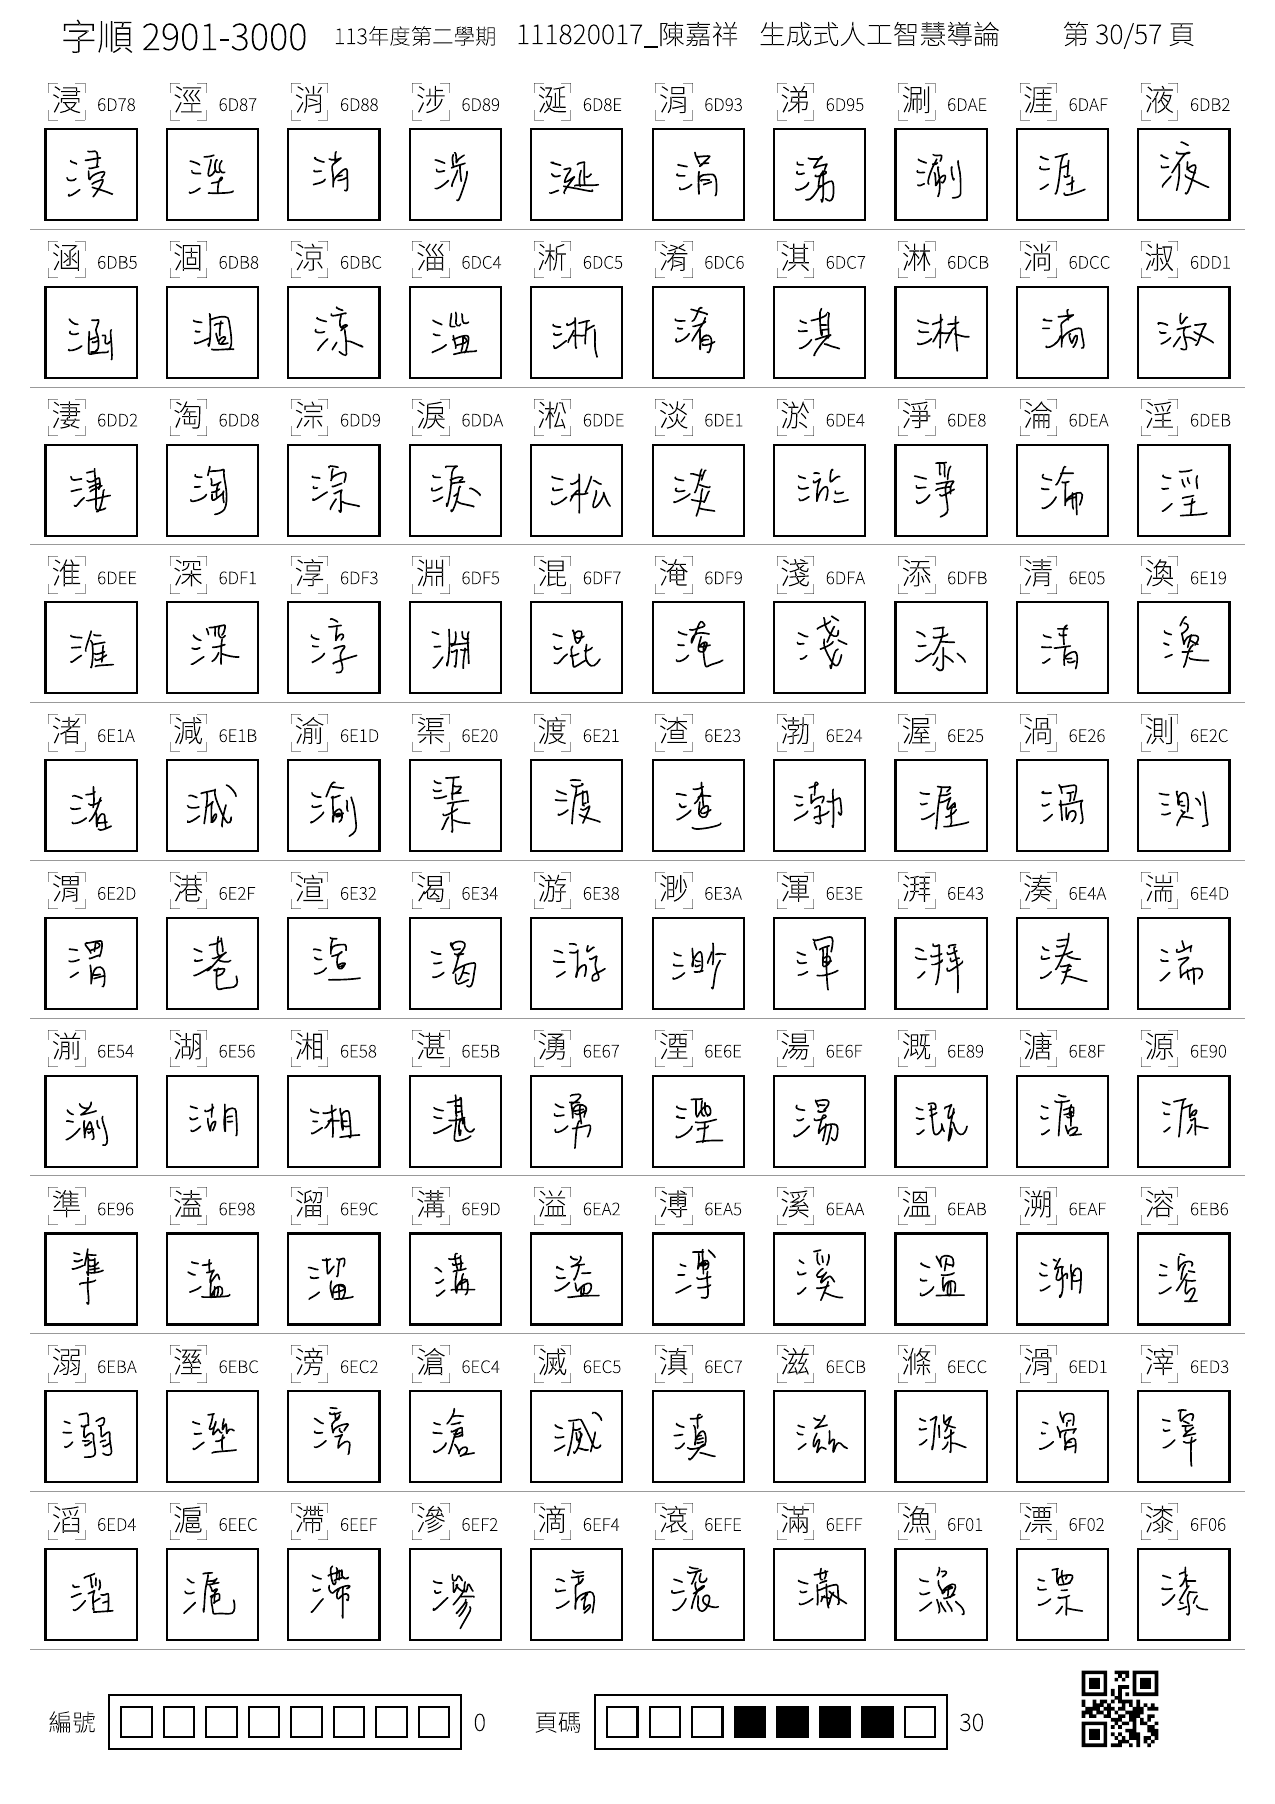 字順 2901-3000 113年度第二學期 111820017_陳嘉祥 生成式人工智慧導論 第 30/57 頁
浸 6D78 涇 6D87 消 6D88 涉 6D89 涎 6D8E 涓 6D93 涕 6D95 涮 6DAE 涯 6DAF 液 6DB2
浸 涇 消 涉 涎 涓 涕 涮 涯 液
涵 6DB5 涸 6DB8 涼 6DBC 淄 6DC4 淅 6DC5 淆 6DC6 淇 6DC7 淋 6DCB 淌 6DCC 淑 6DD1
涵 涸 涼 淄 淅 淆 淇 淋 淌 淑
淒 6DD2 淘 6DD8 淙 6DD9 淚 6DDA 淞 6DDE 淡 6DE1 淤 6DE4 淨 6DE8 淪 6DEA 淫 6DEB
淒 淘 淙 淚 淞 淡 淤 淨 淪 淫
淮 6DEE 深 6DF1 淳 6DF3 淵 6DF5 混 6DF7 淹 6DF9 淺 6DFA 添 6DFB 清 6E05 渙 6E19
淮 深 淳 淵 混 淹 淺 添 清 渙
渚 6E1A 減 6E1B 渝 6E1D 渠 6E20 渡 6E21 渣 6E23 渤 6E24 渥 6E25 渦 6E26 測 6E2C
渚 減 渝 渠 渡 渣 渤 渥 渦 測
渭 6E2D 港 6E2F 渲 6E32 渴 6E34 游 6E38 渺 6E3A 渾 6E3E 湃 6E43 湊 6E4A 湍 6E4D
渭 港 渲 渴 游 渺 渾 湃 湊 湍
湔 6E54 湖 6E56 湘 6E58 湛 6E5B 湧 6E67 湮 6E6E 湯 6E6F 溉 6E89 溏 6E8F 源 6E90
湔 湖 湘 湛 湧 湮 湯 溉 溏 源
準 6E96 溘 6E98 溜 6E9C 溝 6E9D 溢 6EA2 溥 6EA5 溪 6EAA 溫 6EAB 溯 6EAF 溶 6EB6
準 溘 溜 溝 溢 溥 溪 溫 溯 溶
溺 6EBA 溼 6EBC 滂 6EC2 滄 6EC4 滅 6EC5 滇 6EC7 滋 6ECB 滌 6ECC 滑 6ED1 滓 6ED3
溺 溼 滂 滄 滅 滇 滋 滌 滑 滓
滔 6ED4 滬 6EEC 滯 6EEF 滲 6EF2 滴 6EF4 滾 6EFE 滿 6EFF 漁 6F01 漂 6F02 漆 6F06
滔 滬 滯 滲 滴 滾 滿 漁 漂 漆
編號 0 頁碼 30